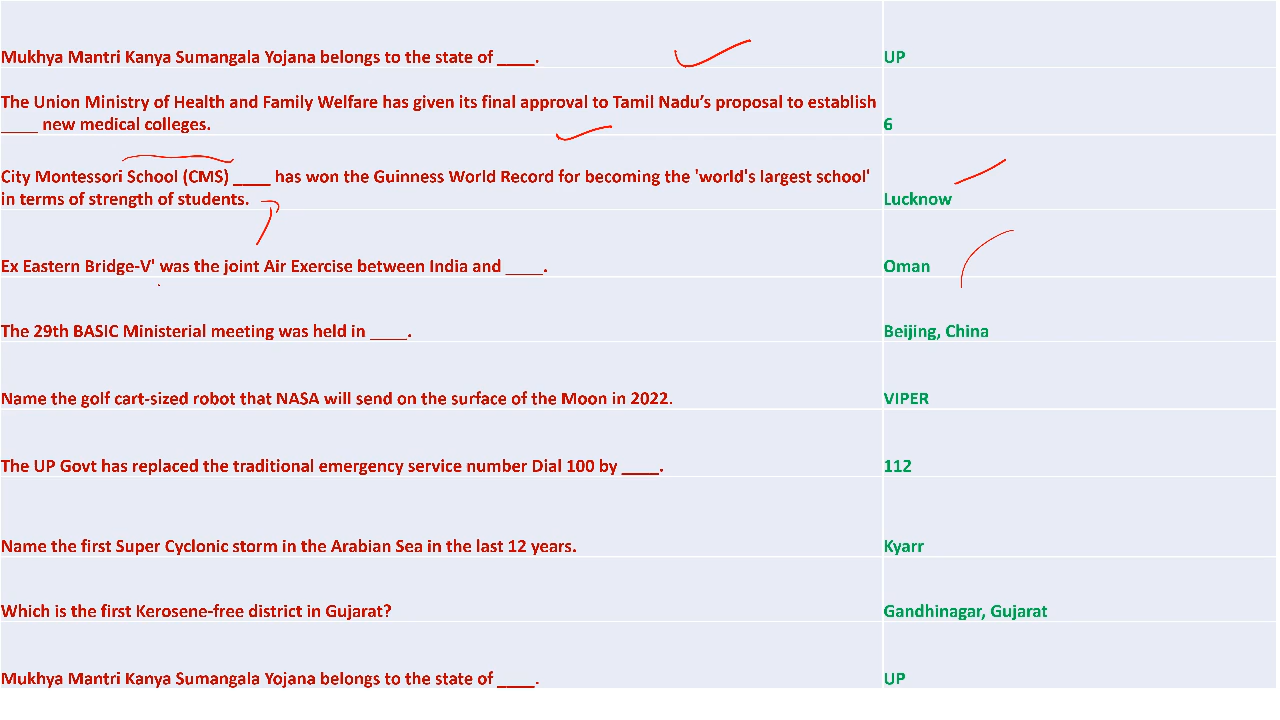 Mukhya Mantri Kanya Sumangala Yojana belongs to the state of ____. UP
The Union Ministry of Health and Family Welfare has given its final approval to Tamil Nadu's proposal to establish
____ new medical colleges. 6
City Montessori School (CMS) ____ has won the Guinness World Record for becoming the 'world's largest school'
in terms of strength of students. Lucknow
Ex Eastern Bridge-V' was the joint Air Exercise between India and ____. Oman
The 29th BASIC Ministerial meeting was held in ____. Beijing, China
Name the golf cart-sized robot that NASA will send on the surface of the Moon in 2022. VIPER
The UP Govt has replaced the traditional emergency service number Dial 100 by ____. 112
Name the first Super Cyclonic storm in the Arabian Sea in the last 12 years. Kyarr
Which is the first Kerosene-free district in Gujarat? Gandhinagar, Gujarat
Mukhya Mantri Kanya Sumangala Yojana belongs to the state of ____. UP